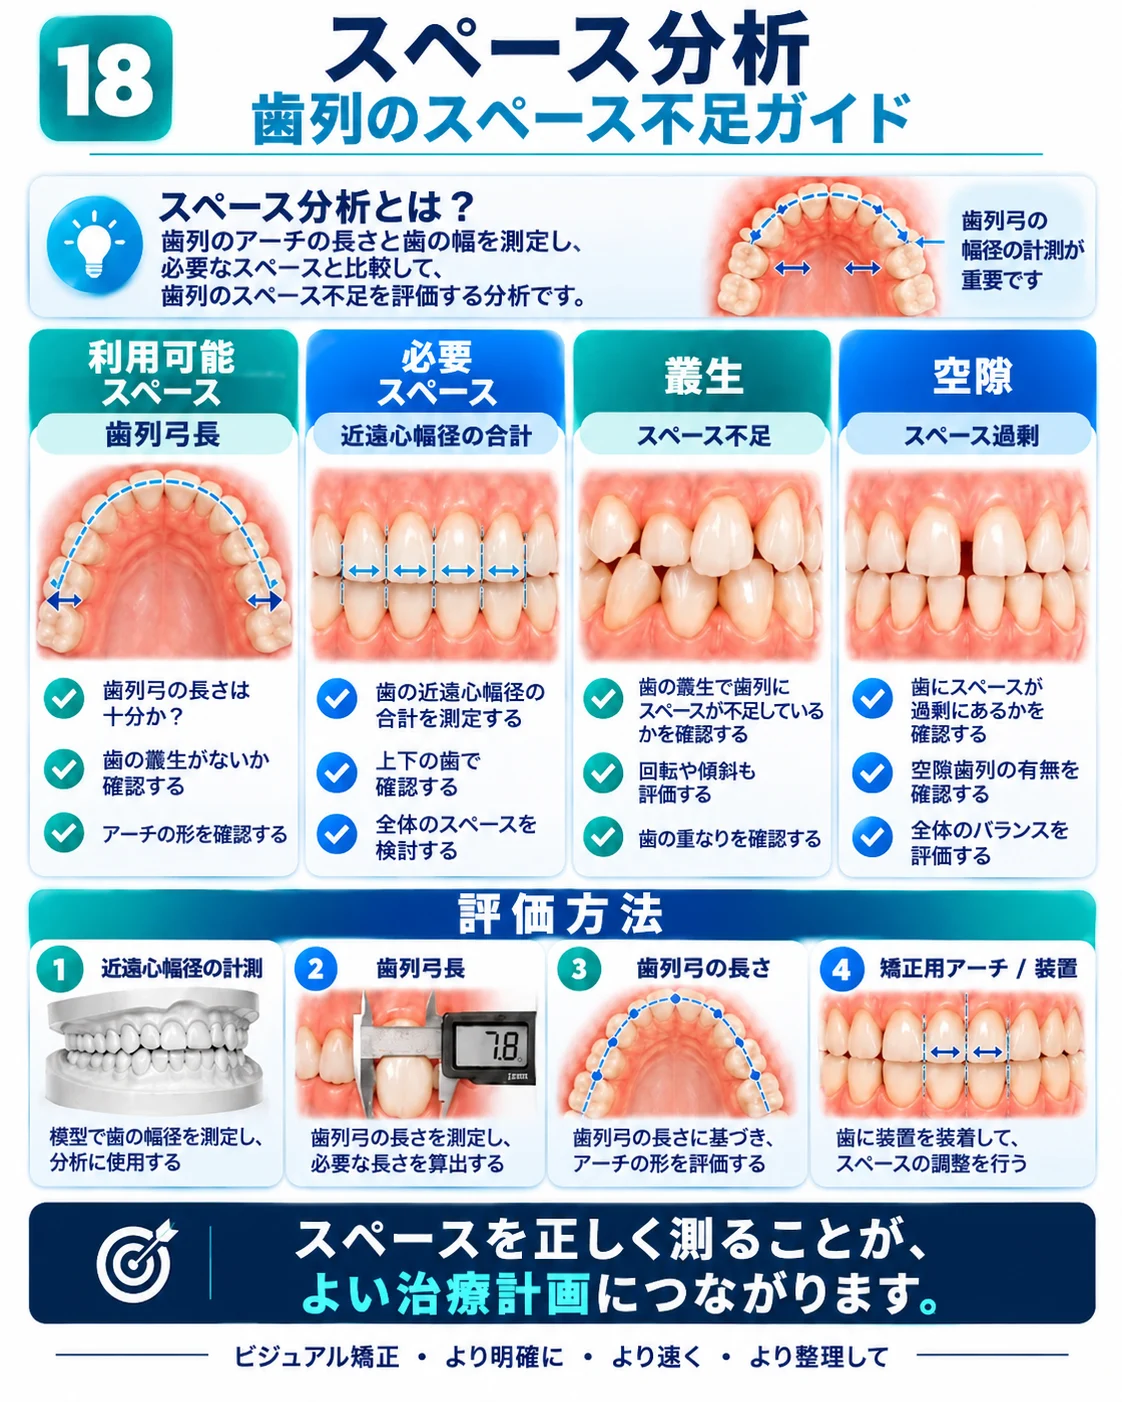 18
スペース分析
歯列のスペース不足ガイド
スペース分析とは？
歯列のアーチの長さと歯の幅を測定し、
必要なスペースと比較して、
歯列のスペース不足を評価する分析です。
歯列弓の
幅径の計測が
重要です
利用可能
スペース
歯列弓長
歯列弓の長さは
十分か？
歯の叢生がないか
確認する
アーチの形を確認する
必要
スペース
近遠心幅径の合計
歯の近遠心幅径の
合計を測定する
上下の歯で
確認する
全体のスペースを
検討する
叢生
スペース不足
歯の叢生で歯列に
スペースが不足している
かを確認する
回転や傾斜も
評価する
歯の重なりを確認する
空隙
スペース過剰
歯にスペースが
過剰にあるかを
確認する
空隙歯列の有無を
確認する
全体のバランスを
評価する
評価方法
1 近遠心幅径の計測
模型で歯の幅径を測定し、
分析に使用する
2 歯列弓長
7.8
歯列弓の長さを測定し、
必要な長さを算出する
3 歯列弓の長さ
歯列弓の長さに基づき、
アーチの形を評価する
4 矯正用アーチ / 装置
歯に装置を装着して、
スペースの調整を行う
スペースを正しく測ることが、
よい治療計画につながります。
ビジュアル矯正 • より明確に • より速く • より整理して